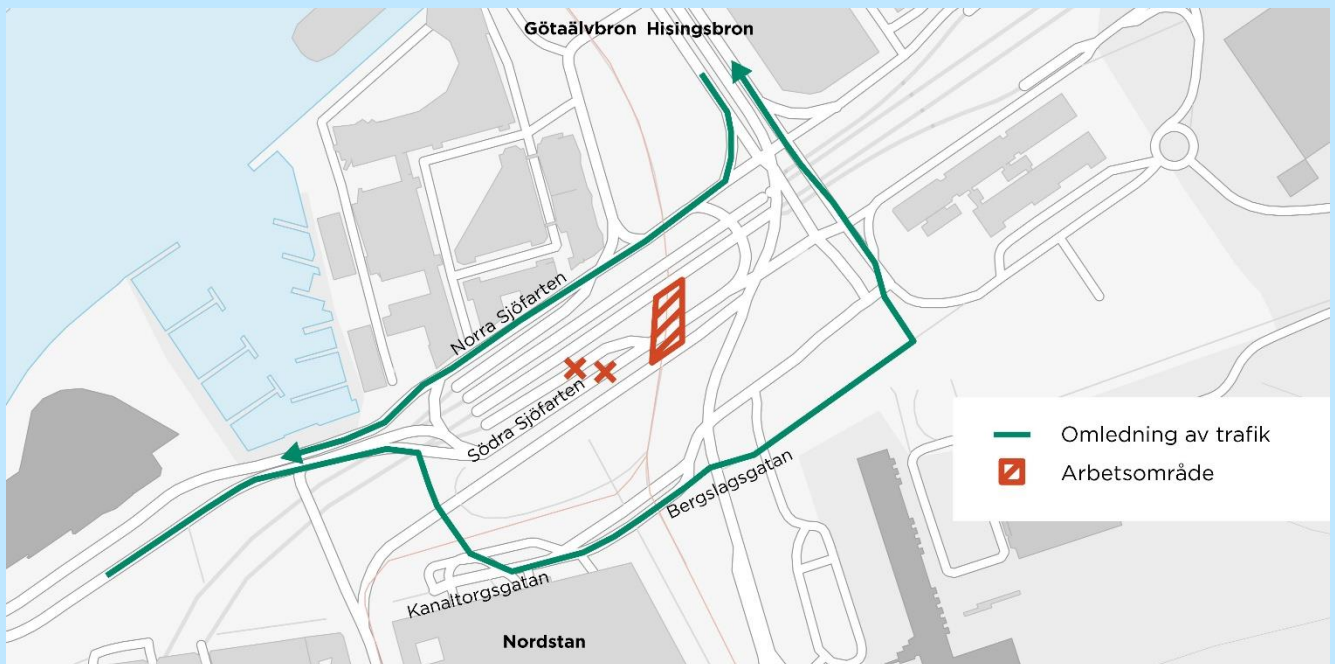 Götaälvbron Hisingsbron
Norra Sjöfarten
Södra Sjöfarten
Bergslagsgatan
Kanaltorgsgatan
Nordstan
Omledning av trafik
Arbetsområde